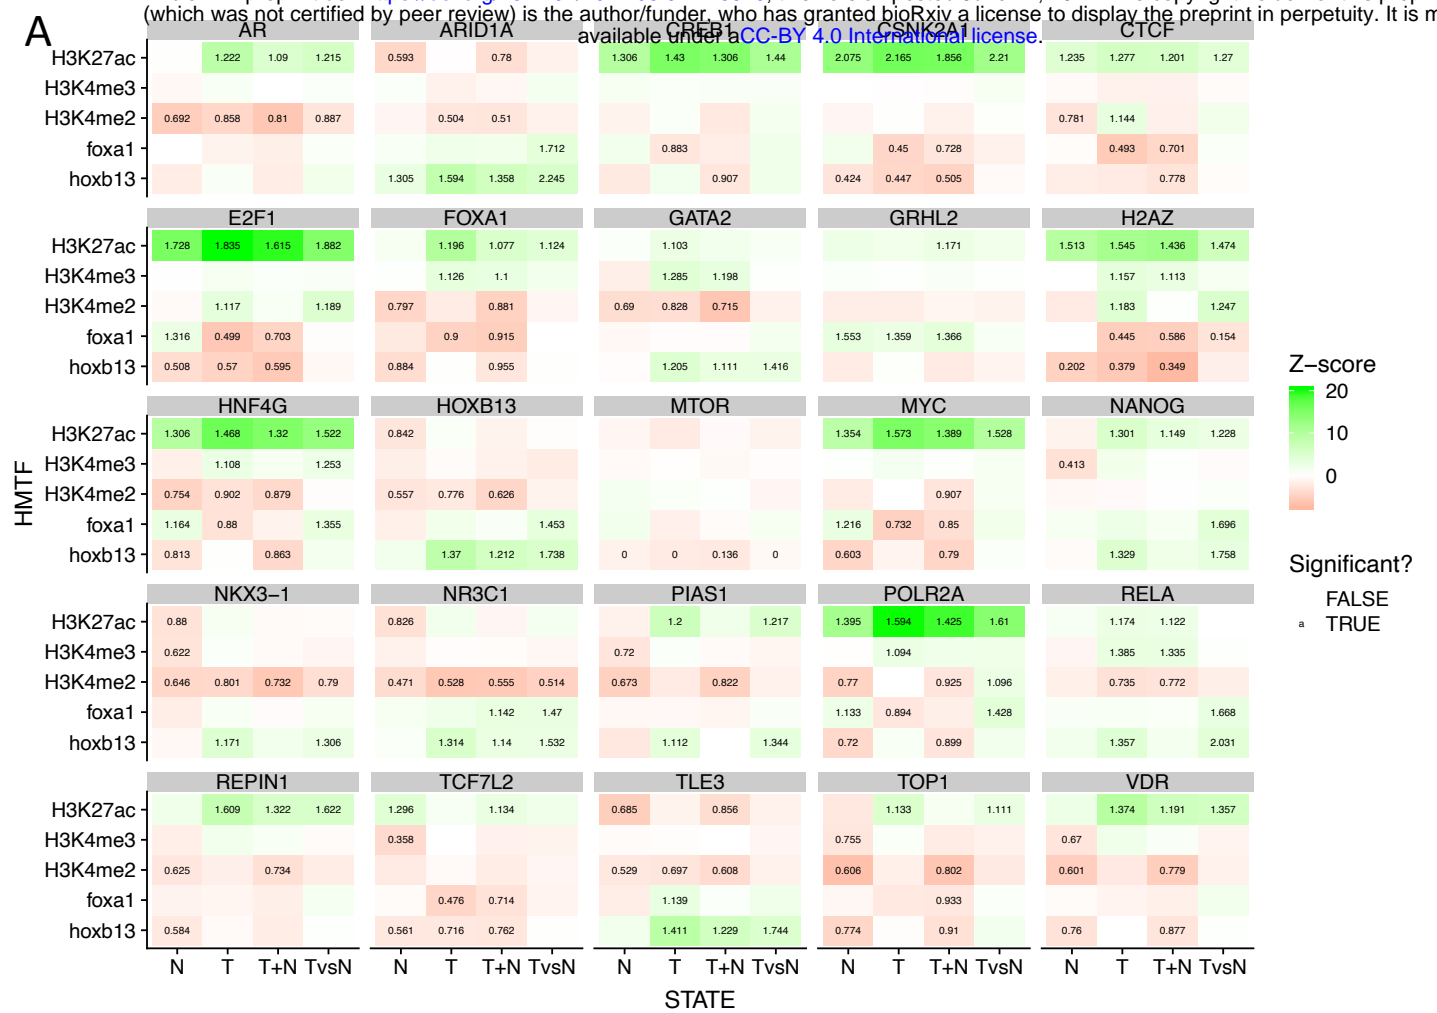 (which was not certified by peer review) is the author/funder, who has granted bioRxiv a license to display the preprint in perpetuity. It is m
available under aCC-BY 4.0 International license.
A
AR ARID1A CREB1 CSNK2A1 CTCF
H3K27ac 1.222 1.09 1.215 0.593 0.78 1.306 1.43 1.306 1.44 2.075 2.165 1.856 2.21 1.235 1.277 1.201 1.27
H3K4me3
H3K4me2 0.692 0.858 0.81 0.887 0.504 0.51 0.781 1.144
foxa1 1.712 0.883 0.45 0.728 0.493 0.701
hoxb13 1.305 1.594 1.358 2.245 0.907 0.424 0.447 0.505 0.778
E2F1 FOXA1 GATA2 GRHL2 H2AZ
H3K27ac 1.728 1.835 1.615 1.882 1.196 1.077 1.124 1.103 1.171 1.513 1.545 1.436 1.474
H3K4me3 1.126 1.1 1.285 1.198 1.157 1.113
H3K4me2 1.117 1.189 0.797 0.881 0.69 0.828 0.715 1.183 1.247
foxa1 1.316 0.499 0.703 0.9 0.915 1.553 1.359 1.366 0.445 0.586 0.154
hoxb13 0.508 0.57 0.595 0.884 0.955 1.205 1.111 1.416 0.202 0.379 0.349
HNF4G HOXB13 MTOR MYC NANOG
H3K27ac 1.306 1.468 1.32 1.522 0.842 1.354 1.573 1.389 1.528 1.301 1.149 1.228
H3K4me3 1.108 1.253 0.413
H3K4me2 0.754 0.902 0.879 0.557 0.776 0.626 0.907
foxa1 1.164 0.88 1.355 1.453 1.216 0.732 0.85 1.696
hoxb13 0.813 0.863 1.37 1.212 1.738 0 0 0.136 0 0.603 0.79 1.329 1.758
NKX3−1 NR3C1 PIAS1 POLR2A RELA
H3K27ac 0.88 0.826 1.2 1.217 1.395 1.594 1.425 1.61 1.174 1.122
H3K4me3 0.622 0.72 1.094 1.385 1.335
H3K4me2 0.646 0.801 0.732 0.79 0.471 0.528 0.555 0.514 0.673 0.822 0.77 0.925 1.096 0.735 0.772
foxa1 1.142 1.47 1.133 0.894 1.428 1.668
hoxb13 1.171 1.306 1.314 1.14 1.532 1.112 1.344 0.72 0.899 1.357 2.031
REPIN1 TCF7L2 TLE3 TOP1 VDR
H3K27ac 1.609 1.322 1.622 1.296 1.134 0.685 0.856 1.133 1.111 1.374 1.191 1.357
H3K4me3 0.358 0.755 0.67
H3K4me2 0.625 0.734 0.529 0.697 0.608 0.606 0.802 0.601 0.779
foxa1 0.476 0.714 1.139 0.933
hoxb13 0.584 0.561 0.716 0.762 1.411 1.229 1.744 0.774 0.91 0.76 0.877
N T T+N TvsN N T T+N TvsN N T T+N TvsN N T T+N TvsN N T T+N TvsN
STATE
HMTF
Z−score
20
10
0
Significant?
FALSE
a TRUE